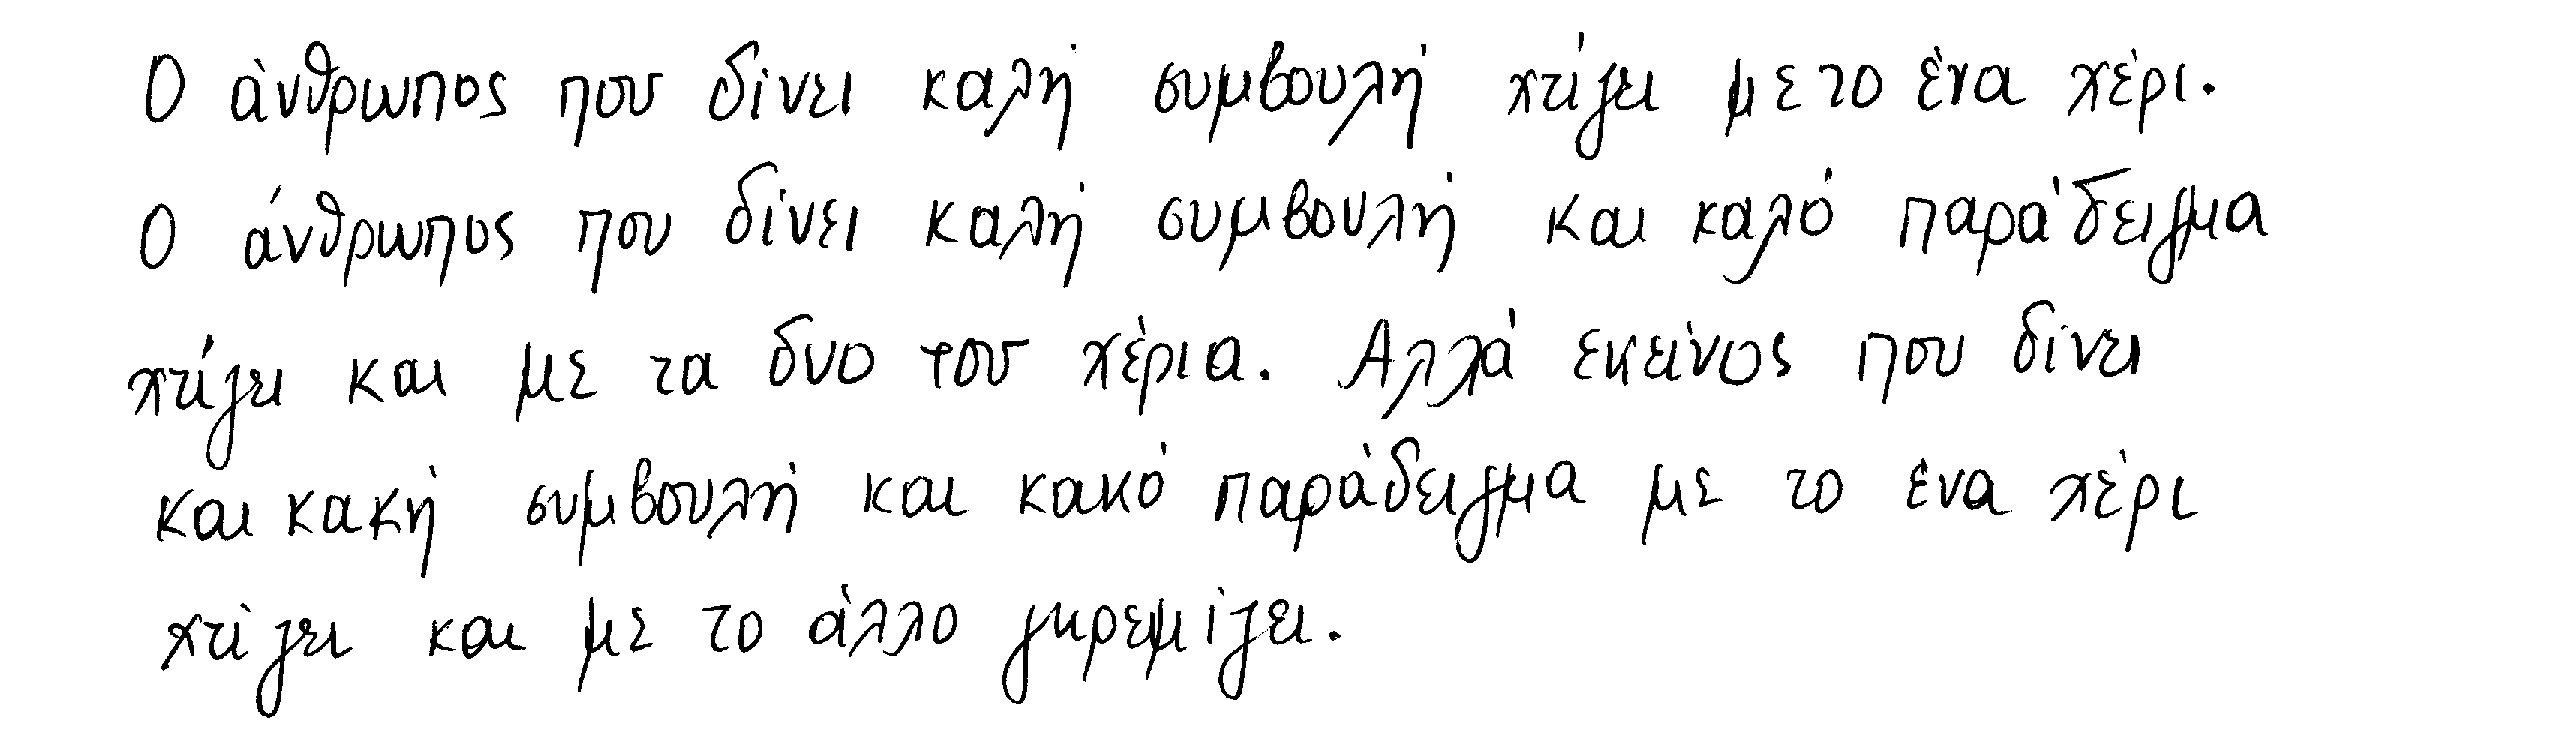 Ο άνθρωπος που δίνει καλή συμβουλή χτίζει με το ένα χέρι.
Ο άνθρωπος που δίνει καλή συμβουλή και καλό παράδειγμα
χτίζει και με τα δυο του χέρια. Αλλά εκείνος που δίνει
και κακή συμβουλή και κακό παράδειγμα με το ένα χέρι
χτίζει και με το άλλο γκρεμίζει.